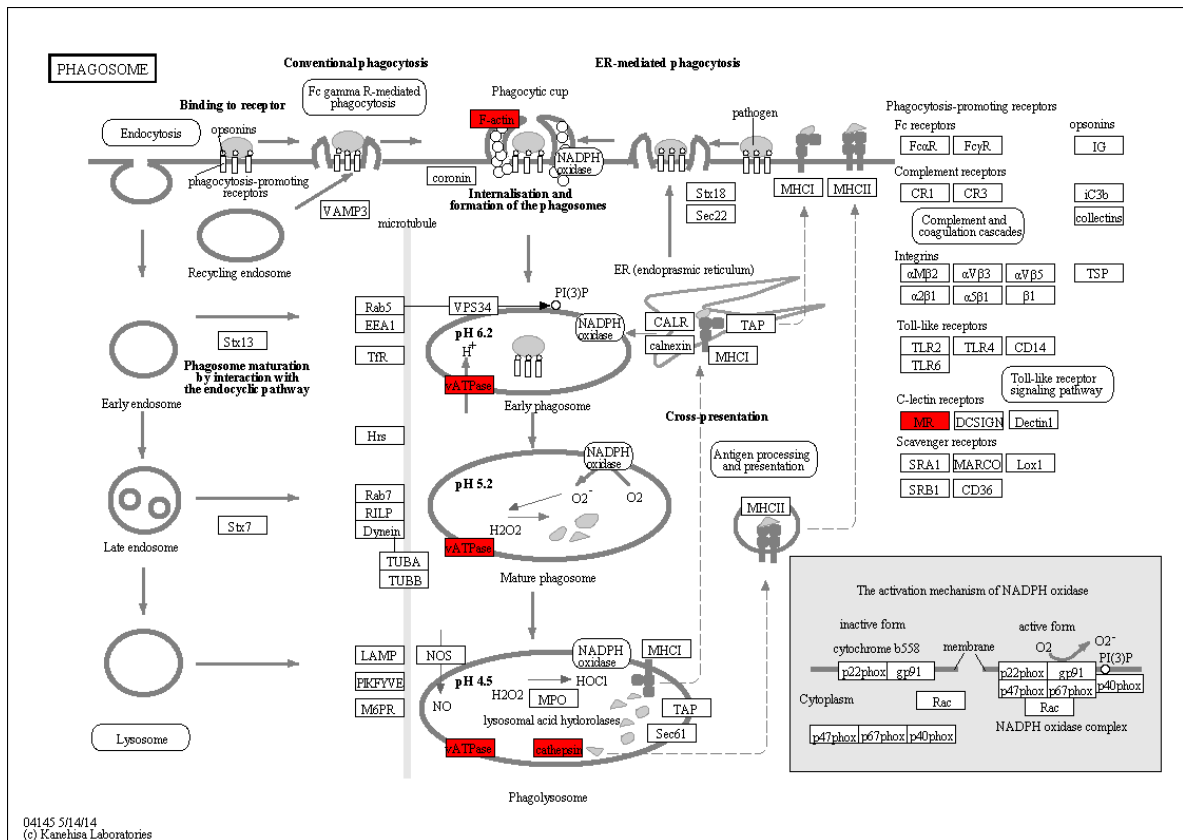 PHAGOSOME
Conventional phagocytosis
ER-mediated phagocytosis
Fc gamma R-mediated
phagocytosis
Phagocytic cup
Binding to receptor
Endocytosis
opsonins
F-actin
pathogen
NADPH
oxidase
phagocytosis-promoting
receptors
coronin
Internalisation and
formation of the phagosomes
Stx18
Sec22
MHCI
MHCII
VAMP3
microtubule
Recycling endosome
ER (endoprasmic reticulum)
Rab5
EEA1
VPS34
PI(3)P
NADPH
oxidase
CALR
calnexin
TAP
MHCI
Stx13
TfR
pH 6.2
H+
vATPase
Phagosome maturation
by interaction with
the endocyclic pathway
Early endosome
Early phagosome
Cross-presentation
Hrs
NADPH
oxidase
Antigen processing
and presentation
pH 5.2
O2-
O2
H2O2
Rab7
RILP
Dynein
Stx7
vATPase
MHCII
Late endosome
TUBA
TUBB
Mature phagosome
LAMP
PIKFYVE
M6PR
NOS
NO
NADPH
oxidase
MHCI
pH 4.5
H2O2
HOCl
MPO
lysosomal acid hydorolases
TAP
Sec61
vATPase
cathepsin
Lysosome
Phagolysosome
Phagocytosis-promoting receptors
Fc receptors
opsonins
FcαR
FcγR
IG
Complement receptors
CR1
CR3
iC3b
collectins
Complement and
coagulation cascades
Integrins
αMβ2
αVβ3
αVβ5
TSP
α2β1
α5β1
β1
Toll-like receptors
TLR2
TLR4
CD14
TLR6
Toll-like receptor
signaling pathway
C-lectin receptors
MR
DCSIGN
Dectin1
Scavenger receptors
SRA1
MARCO
Lox1
SRB1
CD36
The activation mechanism of NADPH oxidase
inactive form
active form
cytochrome b558
membrane
O2
O2-
PI(3)P
p22phox
gp91
p22phox
gp91
p47phox
p67phox
p40phox
Cytoplasm
Rac
Rac
NADPH oxidase complex
p47phox
p67phox
p40phox
04145 5/14/14
(c) Kanehisa Laboratories